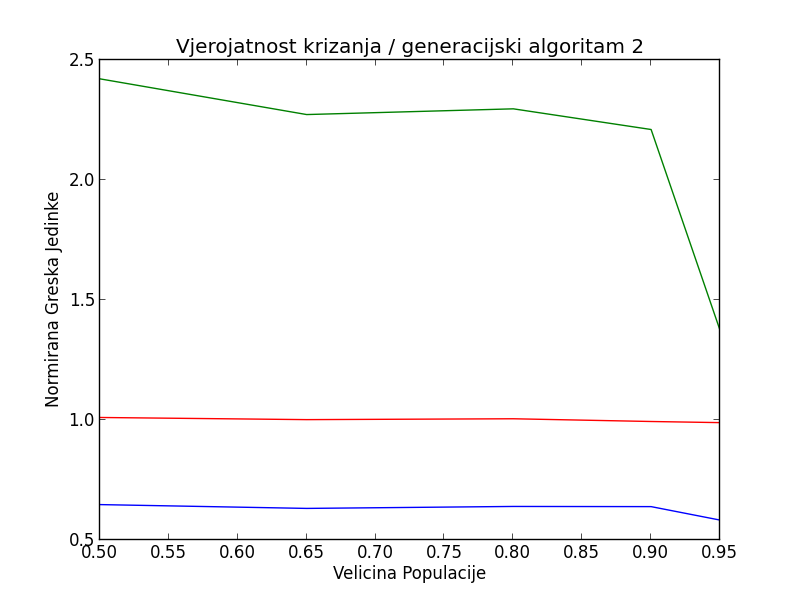 Vjerojatnost krizanja / generacijski algoritam 2
Normirana Greska Jedinke
2.5
2.0
1.5
1.0
0.5
0.50 0.55 0.60 0.65 0.70 0.75 0.80 0.85 0.90 0.95
Velicina Populacije